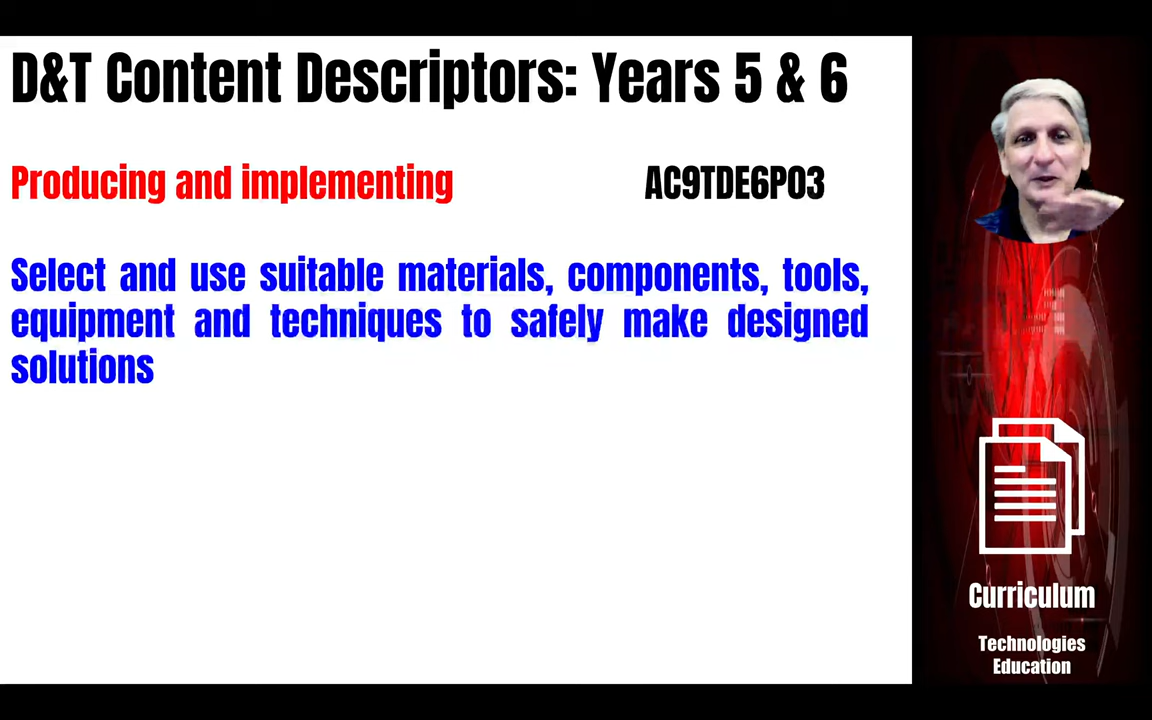 D&T Content Descriptors: Years 5 & 6
Producing and implementing AC9TDE6P03
Select and use suitable materials, components, tools,
equipment and techniques to safely make designed
solutions
Curriculum
Technologies
Education